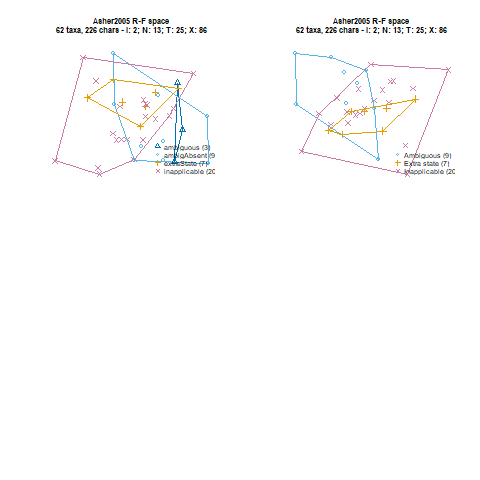 Asher2005 R-F space
62 taxa, 226 chars - I: 2; N: 13; T: 25; X: 86
ambiguous (3)
ambigAbsent (9
extraState (7)
inapplicable (20
Asher2005 R-F space
62 taxa, 226 chars - I: 2; N: 13; T: 25; X: 86
Ambiguous (9)
Extra state (7)
Inapplicable (20